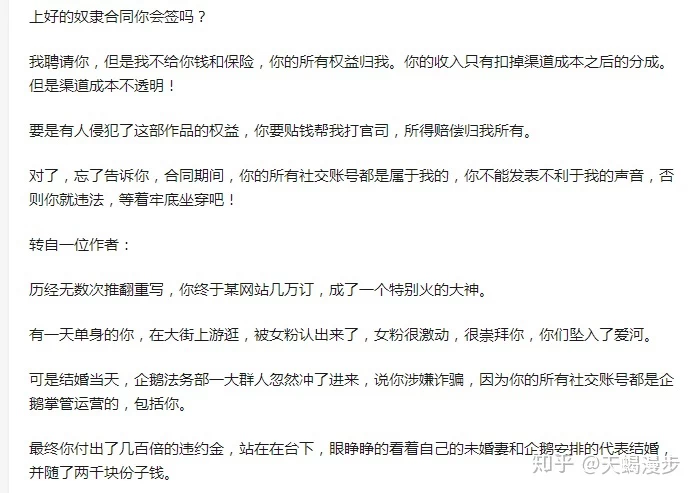 上好的奴隶合同你会签吗？
我聘请你，但是我不给你钱和保险，你的所有权益归我。你的收入只有扣掉渠道成本之后的分成。
但是渠道成本不透明！
要是有人侵犯了这部作品的权益，你要贴钱帮我打官司，所得赔偿归我所有。
对了，忘了告诉你，合同期间，你的所有社交账号都是属于我的，你不能发表不利于我的声音，否
则你就违法，等着牢底坐穿吧！
转自一位作者：
历经无数次推翻重写，你终于某网站几万订，成了一个特别火的大神。
有一天单身的你，在大街上游逛，被女粉认出来了，女粉很激动，很崇拜你，你们坠入了爱河。
可是结婚当天，企鹅法务部一大群人忽然冲了进来，说你涉嫌诈骗，因为你的所有社交账号都是企
鹅掌管运营的，包括你。
最终你付出了几百倍的违约金，站在在台下，眼睁睁的看着自己的未婚妻和企鹅安排的代表结婚，
并随了两千块份子钱。
知乎 @天蝎漫步